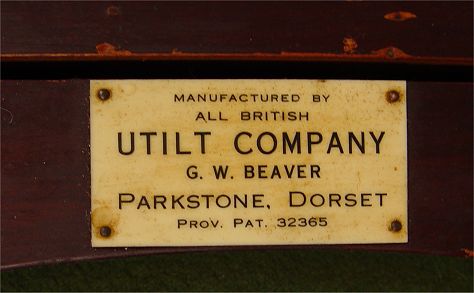 MANUFACTURED BY
ALL BRITISH
UTILT COMPANY
G. W. BEAVER
PARKSTONE, DORSET
PROV. PAT. 32365